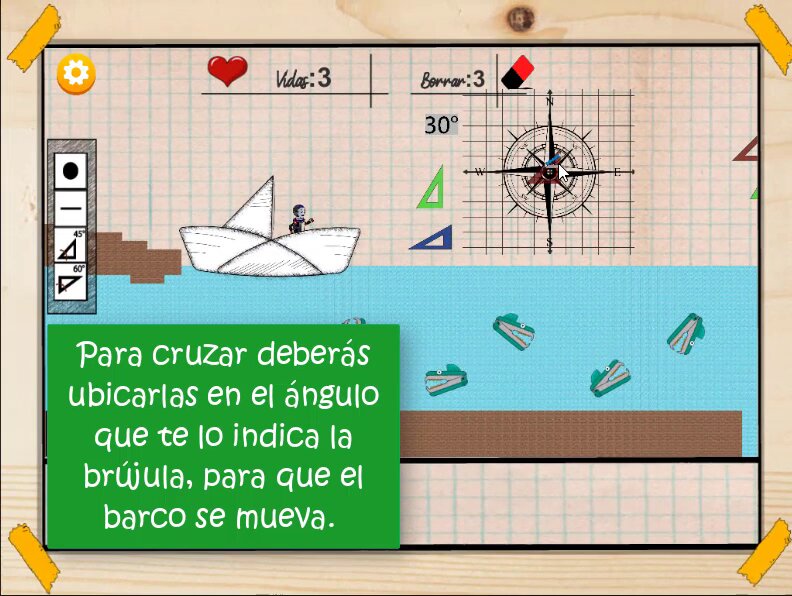 Vidas:3
Borrar:3
30°
N
W
E
S
45°
60°
Para cruzar deberás
ubicarlas en el ángulo
que te lo indica la
brújula, para que el
barco se mueva.